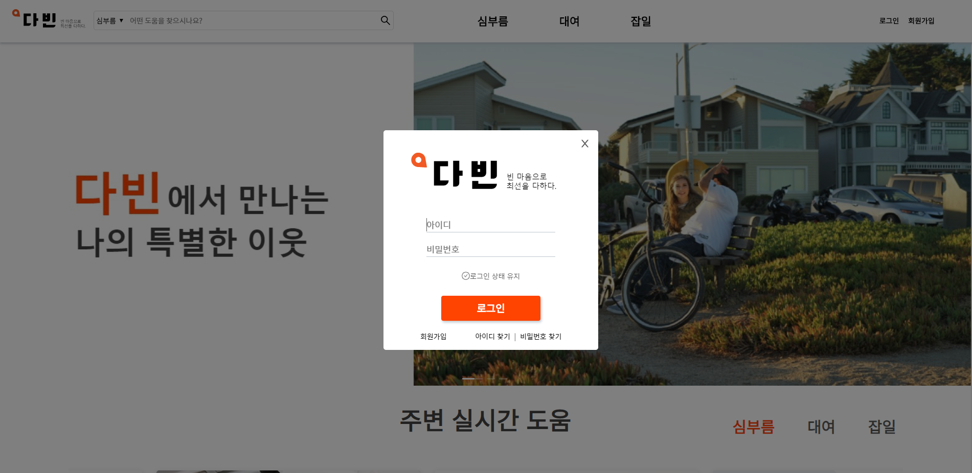 다빈 빈 마음으로
최선을 다하다.
심부름 ▼ 어떤 도움을 찾으시나요?
심부름 대여 잡일
로그인 회원가입
다빈에서 만나는
나의 특별한 이웃
X
다빈 빈 마음으로
최선을 다하다.
아이디
비밀번호
로그인 상태 유지
로그인
회원가입 아이디 찾기 | 비밀번호 찾기
주변 실시간 도움
심부름 대여 잡일